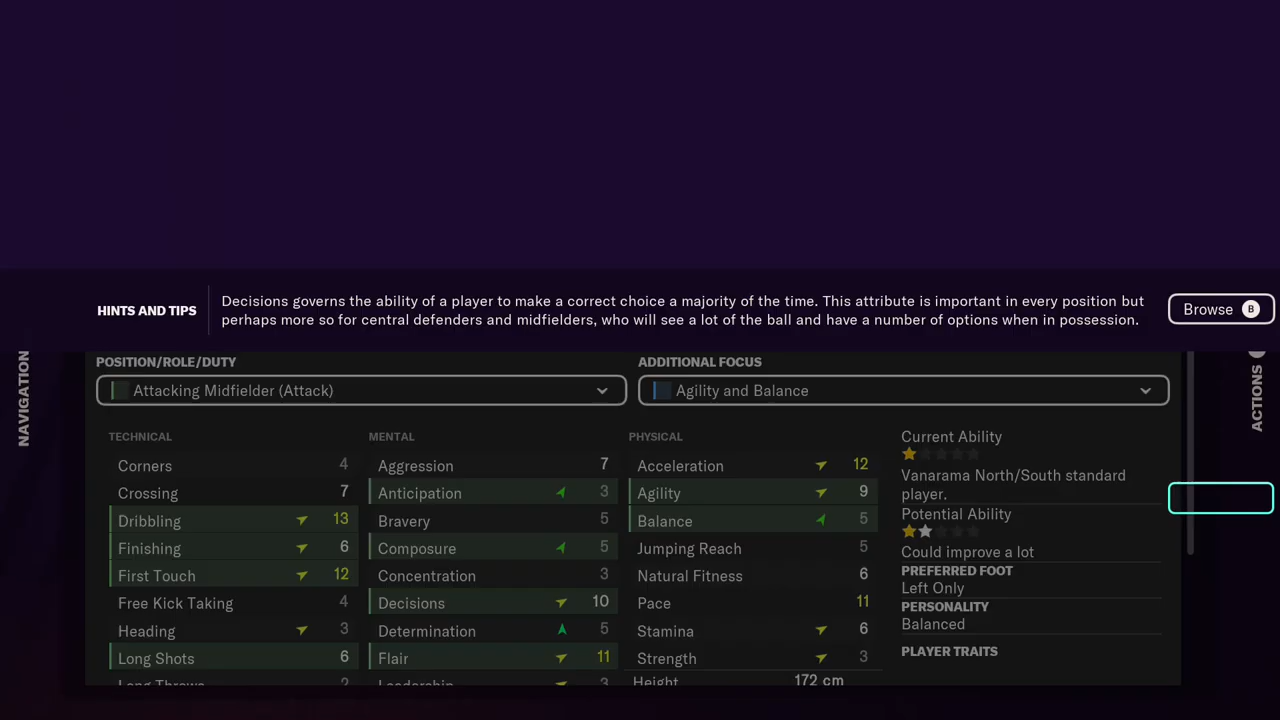 HINTS AND TIPS
Decisions governs the ability of a player to make a correct choice a majority of the time. This attribute is important in every position but
perhaps more so for central defenders and midfielders, who will see a lot of the ball and have a number of options when in possession.
Browse B
NAVIGATION
ACTIONS
POSITION/ROLE/DUTY
Attacking Midfielder (Attack)
ADDITIONAL FOCUS
Agility and Balance
TECHNICAL
Corners 4
Crossing 7
Dribbling 13
Finishing 6
First Touch 12
Free Kick Taking 4
Heading 3
Long Shots 6
Long Throws 2
MENTAL
Aggression 7
Anticipation 3
Bravery 5
Composure 5
Concentration 3
Decisions 10
Determination 5
Flair 11
Leadership 3
PHYSICAL
Acceleration 12
Agility 9
Balance 5
Jumping Reach 5
Natural Fitness 6
Pace 11
Stamina 6
Strength 3
Height 172 cm
Current Ability
Vanarama North/South standard
player.
Potential Ability
Could improve a lot
PREFERRED FOOT
Left Only
PERSONALITY
Balanced
PLAYER TRAITS